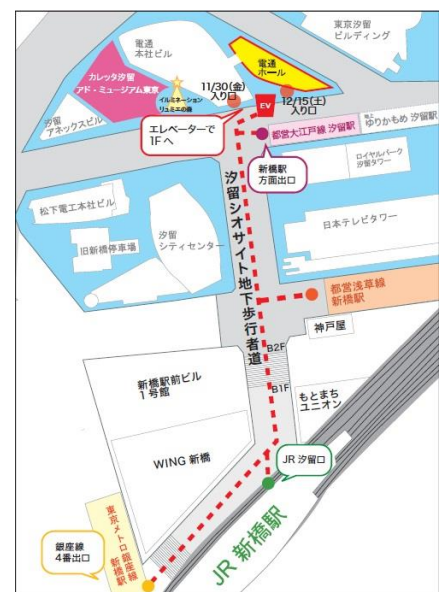 東京汐留
ビルディング
電通
本社ビル
電通
ホール
カレッタ汐留
アド・ミュージアム東京
イルミネーション
リュミエの森
11/30(金)
入り口
12/15(土)
入り口
EV
汐留
アネックスビル
エレベーターで
1Fへ
都営大江戸線 汐留駅
ゆりかもめ 汐留駅
新橋駅
方面出口
ロイヤルパーク
汐留タワー
松下電工本社ビル
旧新橋停車場
汐留
シティセンター
汐留シオサイト地下歩行者道
日本テレビタワー
都営浅草線
新橋駅
神戸屋
B2F
B1F
新橋駅前ビル
1号館
もとまち
ユニオン
WING 新橋
JR 汐留口
JR 新橋駅
東京メトロ銀座線
新橋駅
銀座線
4番出口